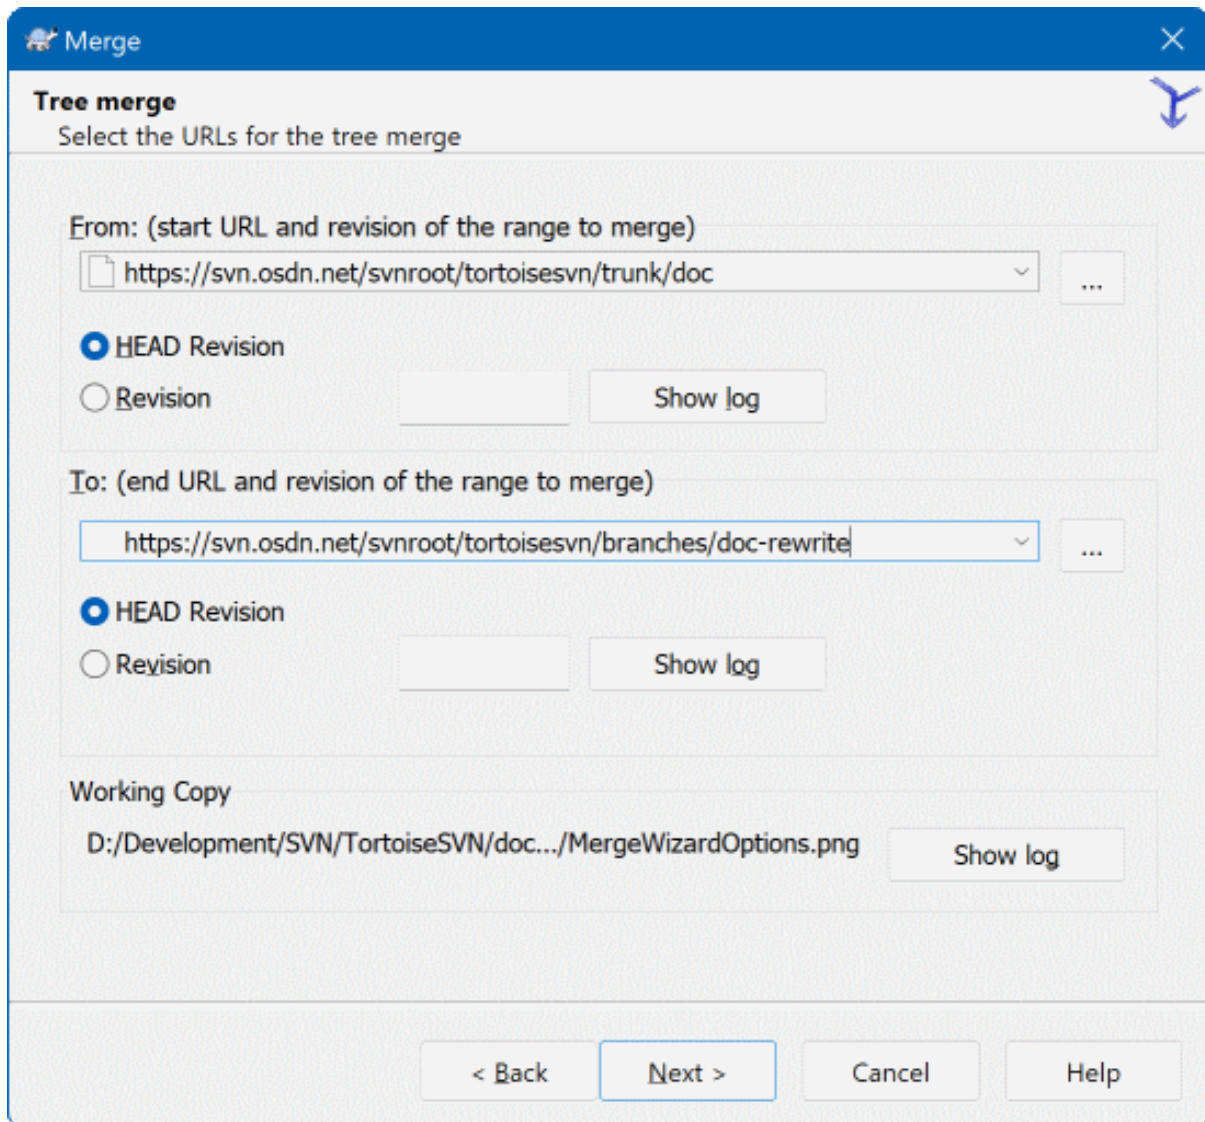 Merge
Tree merge
Select the URLs for the tree merge
From: (start URL and revision of the range to merge)
https://svn.osdn.net/svnroot/tortoisesvn/trunk/doc
...
HEAD Revision
Revision
Show log
To: (end URL and revision of the range to merge)
https://svn.osdn.net/svnroot/tortoisesvn/branches/doc-rewrite
...
HEAD Revision
Revision
Show log
Working Copy
D:/Development/SVN/TortoiseSVN/doc.../MergeWizardOptions.png
Show log
< Back
Next >
Cancel
Help